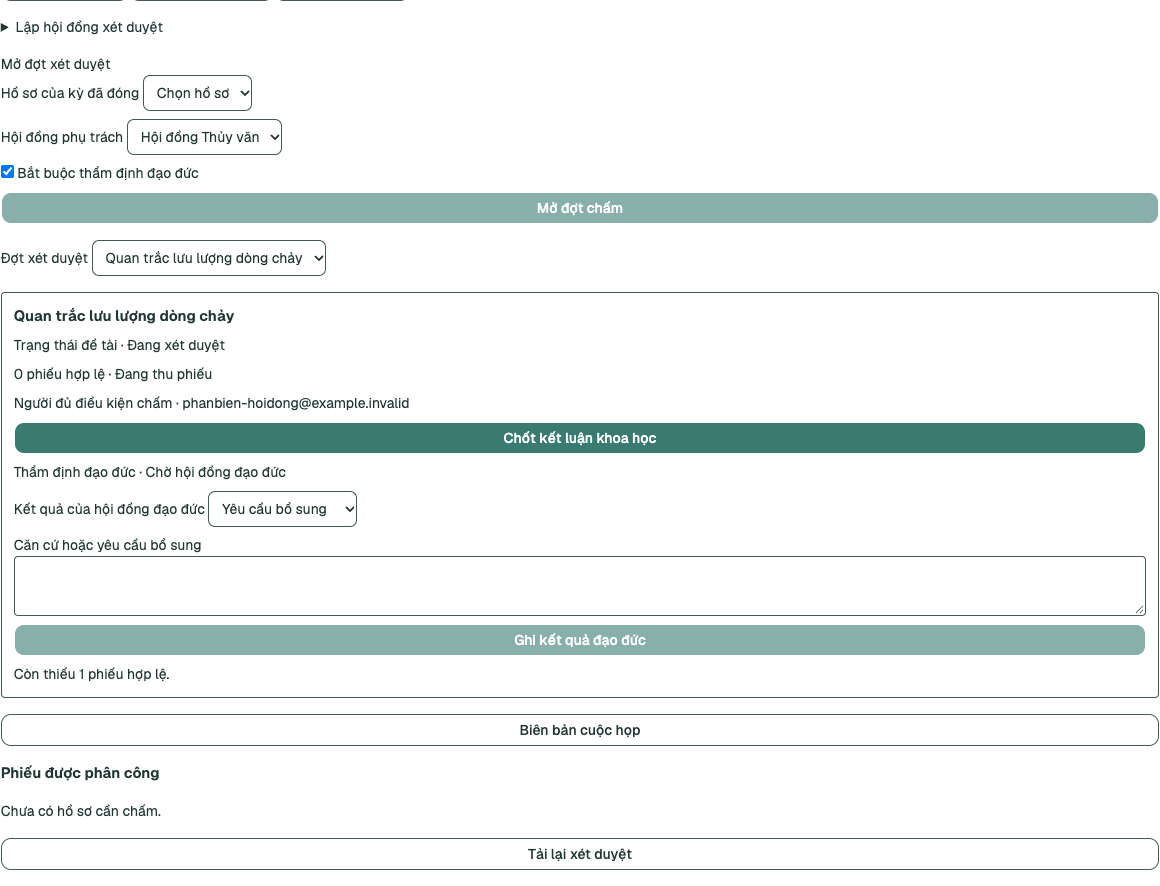 Lập hội đồng xét duyệt
Mở đợt xét duyệt
Hồ sơ của kỳ đã đóng Chọn hồ sơ
Hội đồng phụ trách Hội đồng Thủy văn
Bắt buộc thẩm định đạo đức
Mở đợt chấm
Đợt xét duyệt Quan trắc lưu lượng dòng chảy
Quan trắc lưu lượng dòng chảy
Trạng thái đề tài · Đang xét duyệt
0 phiếu hợp lệ · Đang thu phiếu
Người đủ điều kiện chấm · phanbien-hoidong@example.invalid
Chốt kết luận khoa học
Thẩm định đạo đức · Chờ hội đồng đạo đức
Kết quả của hội đồng đạo đức Yêu cầu bổ sung
Căn cứ hoặc yêu cầu bổ sung
Ghi kết quả đạo đức
Còn thiếu 1 phiếu hợp lệ.
Biên bản cuộc họp
Phiếu được phân công
Chưa có hồ sơ cần chấm.
Tải lại xét duyệt